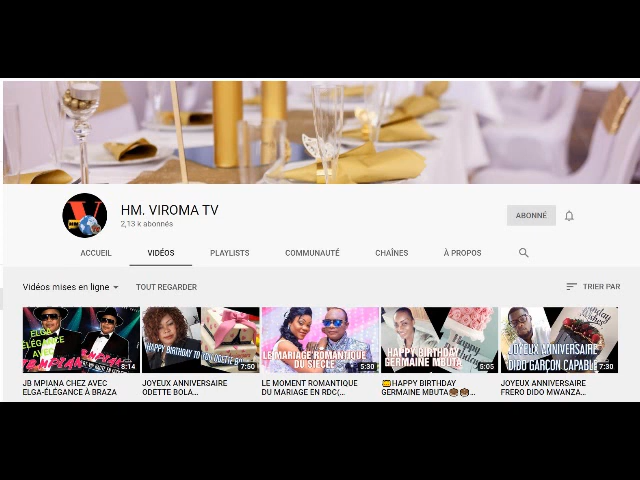 HM. VIROMA TV
2,13 k abonnés
ABONNÉ
ACCUEIL VIDÉOS PLAYLISTS COMMUNAUTÉ CHAÎNES À PROPOS
Vidéos mises en ligne TOUT REGARDER TRIER PAR
ELGA
ÉLÉGANCE
AVEC
8:14
HAPPY BIRTHDAY TO YOU ODETTE BOLA
7:50
LE MARIAGE ROMANTIQUE
DU SIÈCLE
5:30
HAPPY BIRTHDAY
GERMAINE MBUTA
5:05
JOYEUX ANNIVERSAIRE
DIDO GARÇON CAPABLE
7:30
JB MPIANA CHEZ AVEC
ELGA-ÉLÉGANCE À BRAZA
JOYEUX ANNIVERSAIRE
ODETTE BOLA...
LE MOMENT ROMANTIQUE
DU MARIAGE EN RDC(...
HAPPY BIRTHDAY
GERMAINE MBUTA...
JOYEUX ANNIVERSAIRE
FRERO DIDO MWANZA...